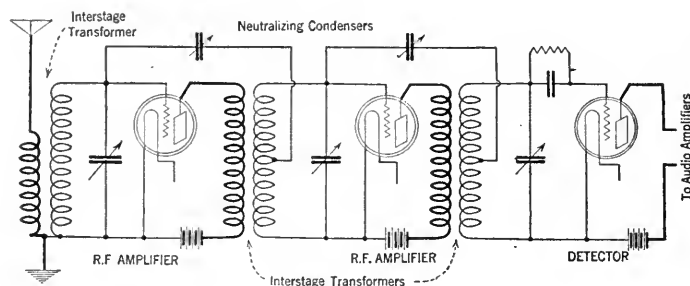 Interstage
Transformer
Neutralizing Condensers
To Audio Amplifiers
R.F. AMPLIFIER
R.F. AMPLIFIER
DETECTOR
Interstage Transformers